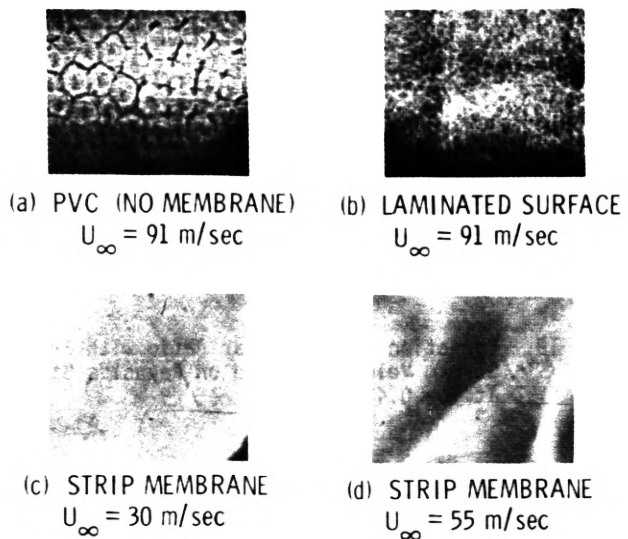 (a) PVC (NO MEMBRANE)
U∞ = 91 m/sec
(b) LAMINATED SURFACE
U∞ = 91 m/sec
(c) STRIP MEMBRANE
U∞ = 30 m/sec
(d) STRIP MEMBRANE
U∞ = 55 m/sec